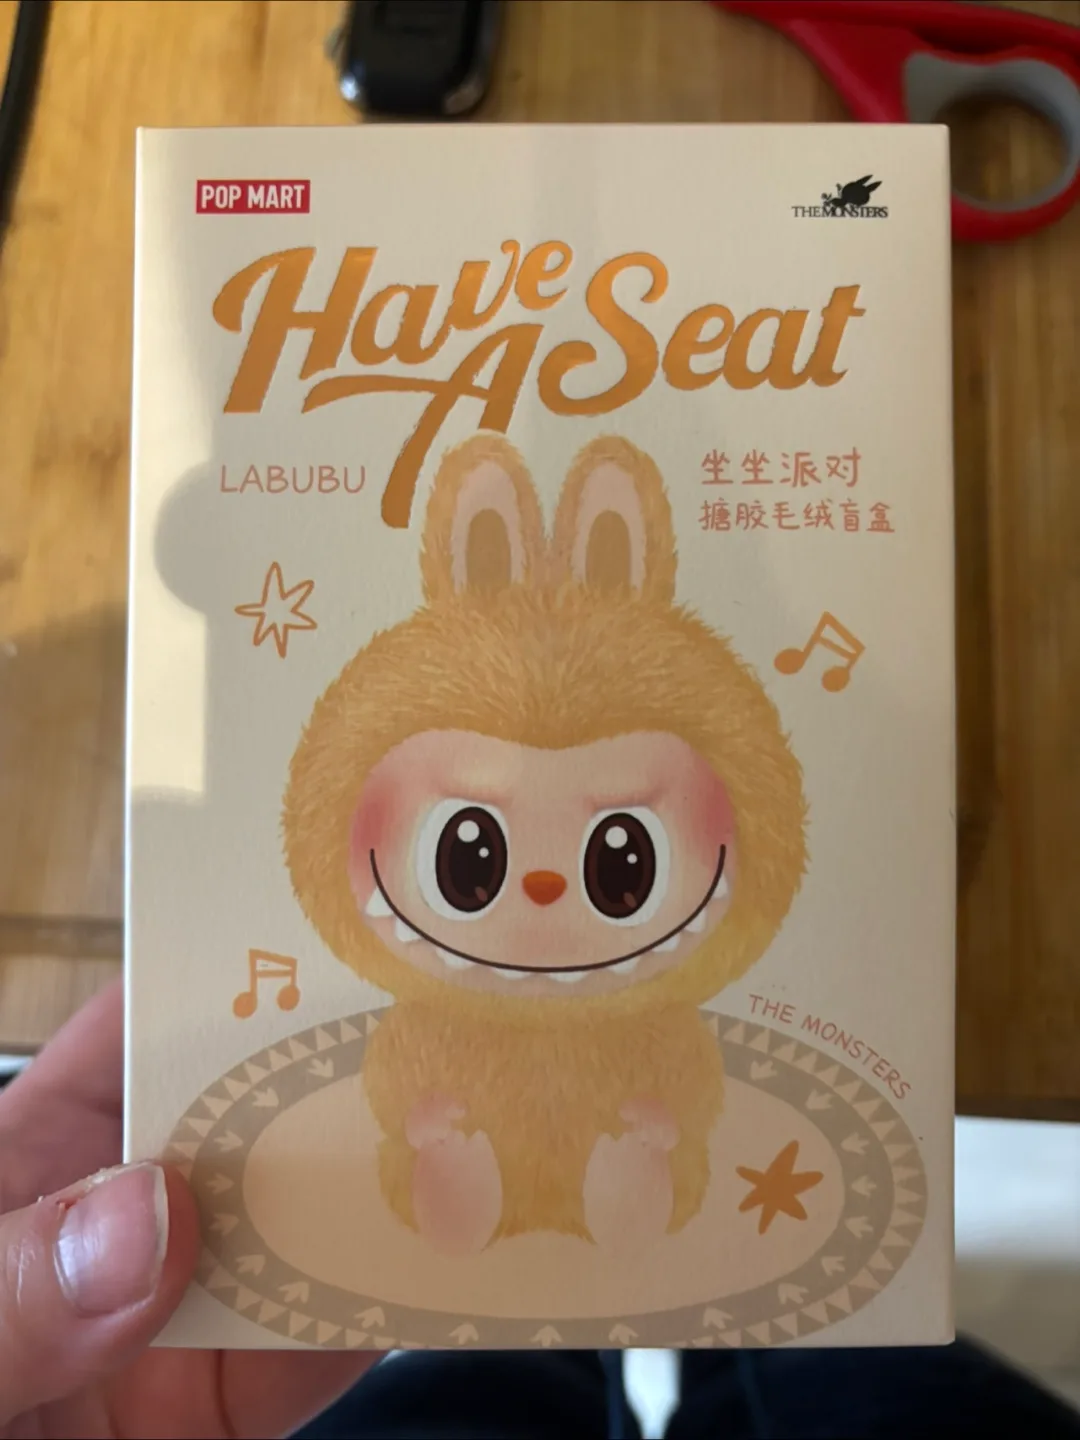 POP MART
THE MONSTERS
Have A Seat
LABUBU
坐坐派对
搪胶毛绒盲盒
THE MONSTERS